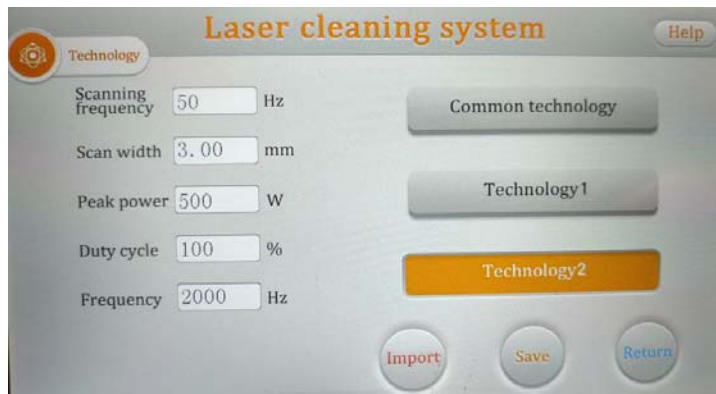 Laser cleaning system
Help
Technology
Scanning
frequency 50 Hz
Scan width 3.00 mm
Peak power 500 W
Duty cycle 100 %
Frequency 2000 Hz
Common technology
Technology1
Technology2
Import
Save
Return